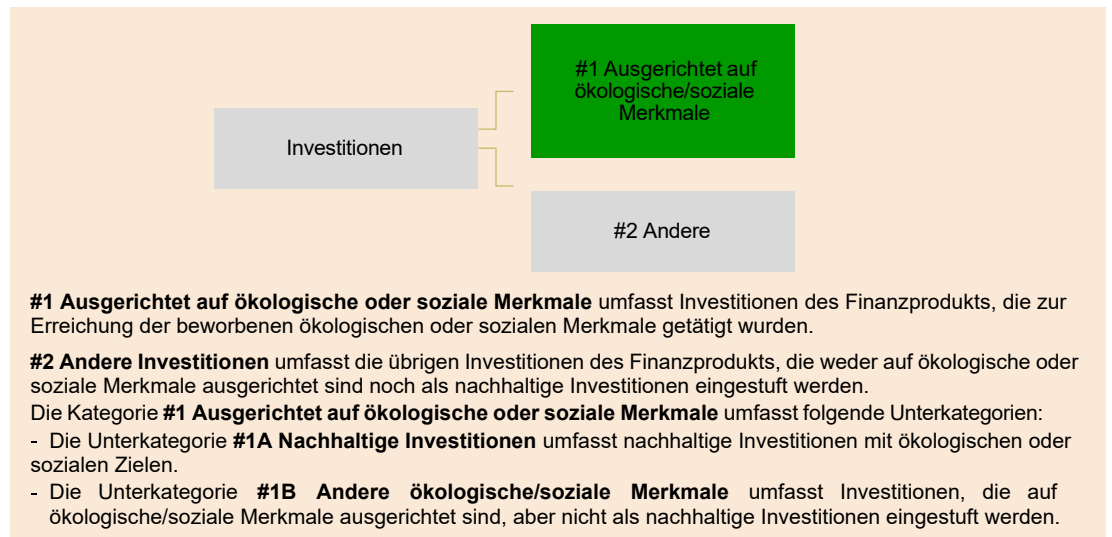 #1 Ausgerichtet auf
ökologische/soziale
Merkmale
Investitionen
#2 Andere
#1 Ausgerichtet auf ökologische oder soziale Merkmale umfasst Investitionen des Finanzprodukts, die zur
Erreichung der beworbenen ökologischen oder sozialen Merkmale getätigt wurden.
#2 Andere Investitionen umfasst die übrigen Investitionen des Finanzprodukts, die weder auf ökologische oder
soziale Merkmale ausgerichtet sind noch als nachhaltige Investitionen eingestuft werden.
Die Kategorie #1 Ausgerichtet auf ökologische oder soziale Merkmale umfasst folgende Unterkategorien:
- Die Unterkategorie #1A Nachhaltige Investitionen umfasst nachhaltige Investitionen mit ökologischen oder
sozialen Zielen.
- Die Unterkategorie #1B Andere ökologische/soziale Merkmale umfasst Investitionen, die auf
ökologische/soziale Merkmale ausgerichtet sind, aber nicht als nachhaltige Investitionen eingestuft werden.